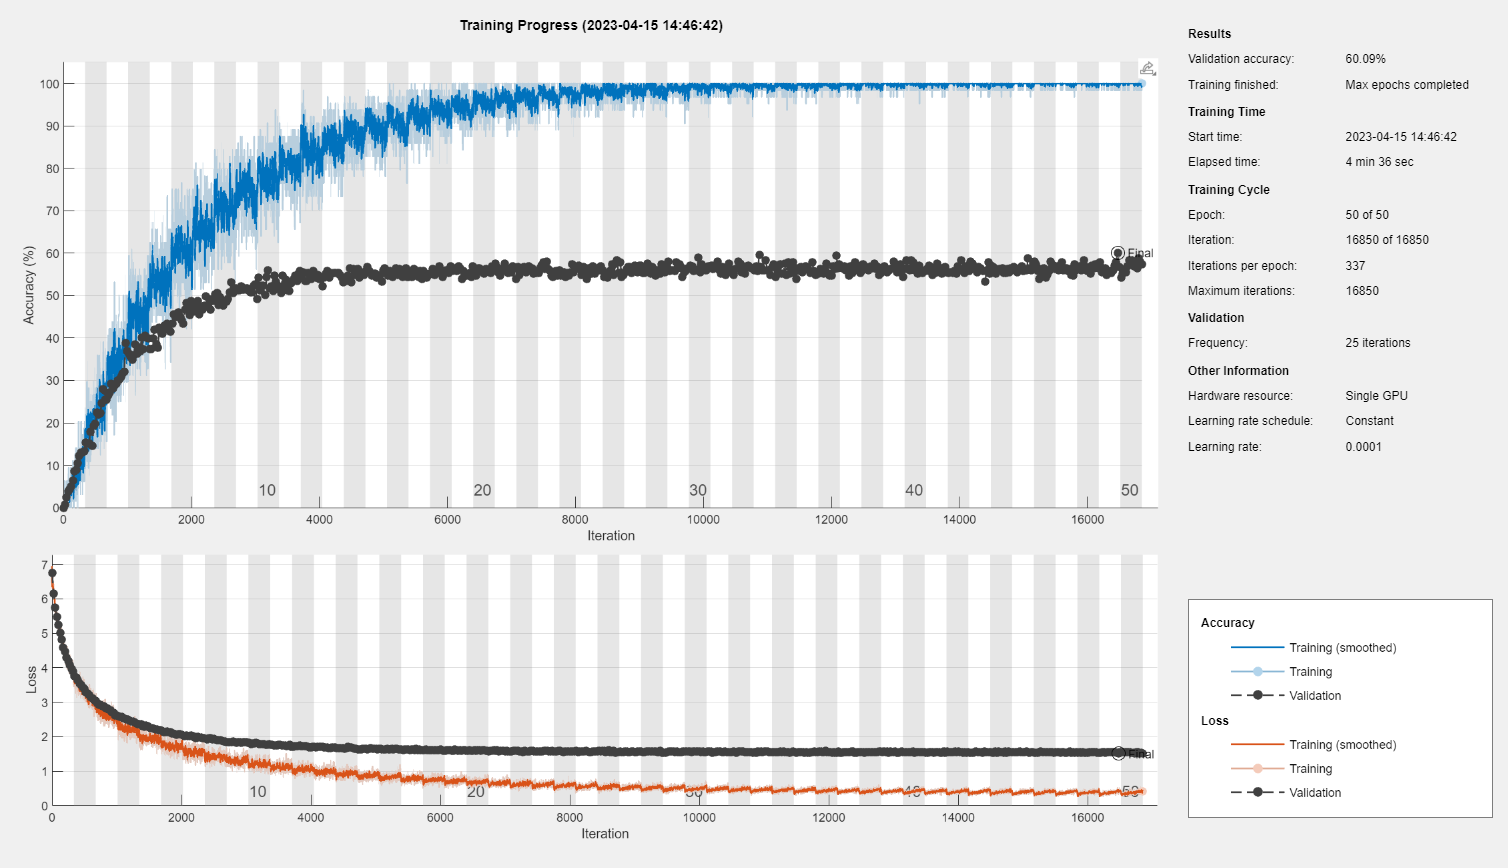 Training Progress (2023-04-15 14:46:42)
100
90
80
70
60
50
40
30
20
10
0
Accuracy (%)
Final
10
20
30
40
50
0
2000
4000
6000
8000
10000
12000
14000
16000
Iteration
7
6
5
4
3
2
1
0
Loss
Final
10
20
30
40
50
0
2000
4000
6000
8000
10000
12000
14000
16000
Iteration
Results
Validation accuracy: 60.09%
Training finished: Max epochs completed
Training Time
Start time: 2023-04-15 14:46:42
Elapsed time: 4 min 36 sec
Training Cycle
Epoch: 50 of 50
Iteration: 16850 of 16850
Iterations per epoch: 337
Maximum iterations: 16850
Validation
Frequency: 25 iterations
Other Information
Hardware resource: Single GPU
Learning rate schedule: Constant
Learning rate: 0.0001
Accuracy
Training (smoothed)
Training
Validation
Loss
Training (smoothed)
Training
Validation